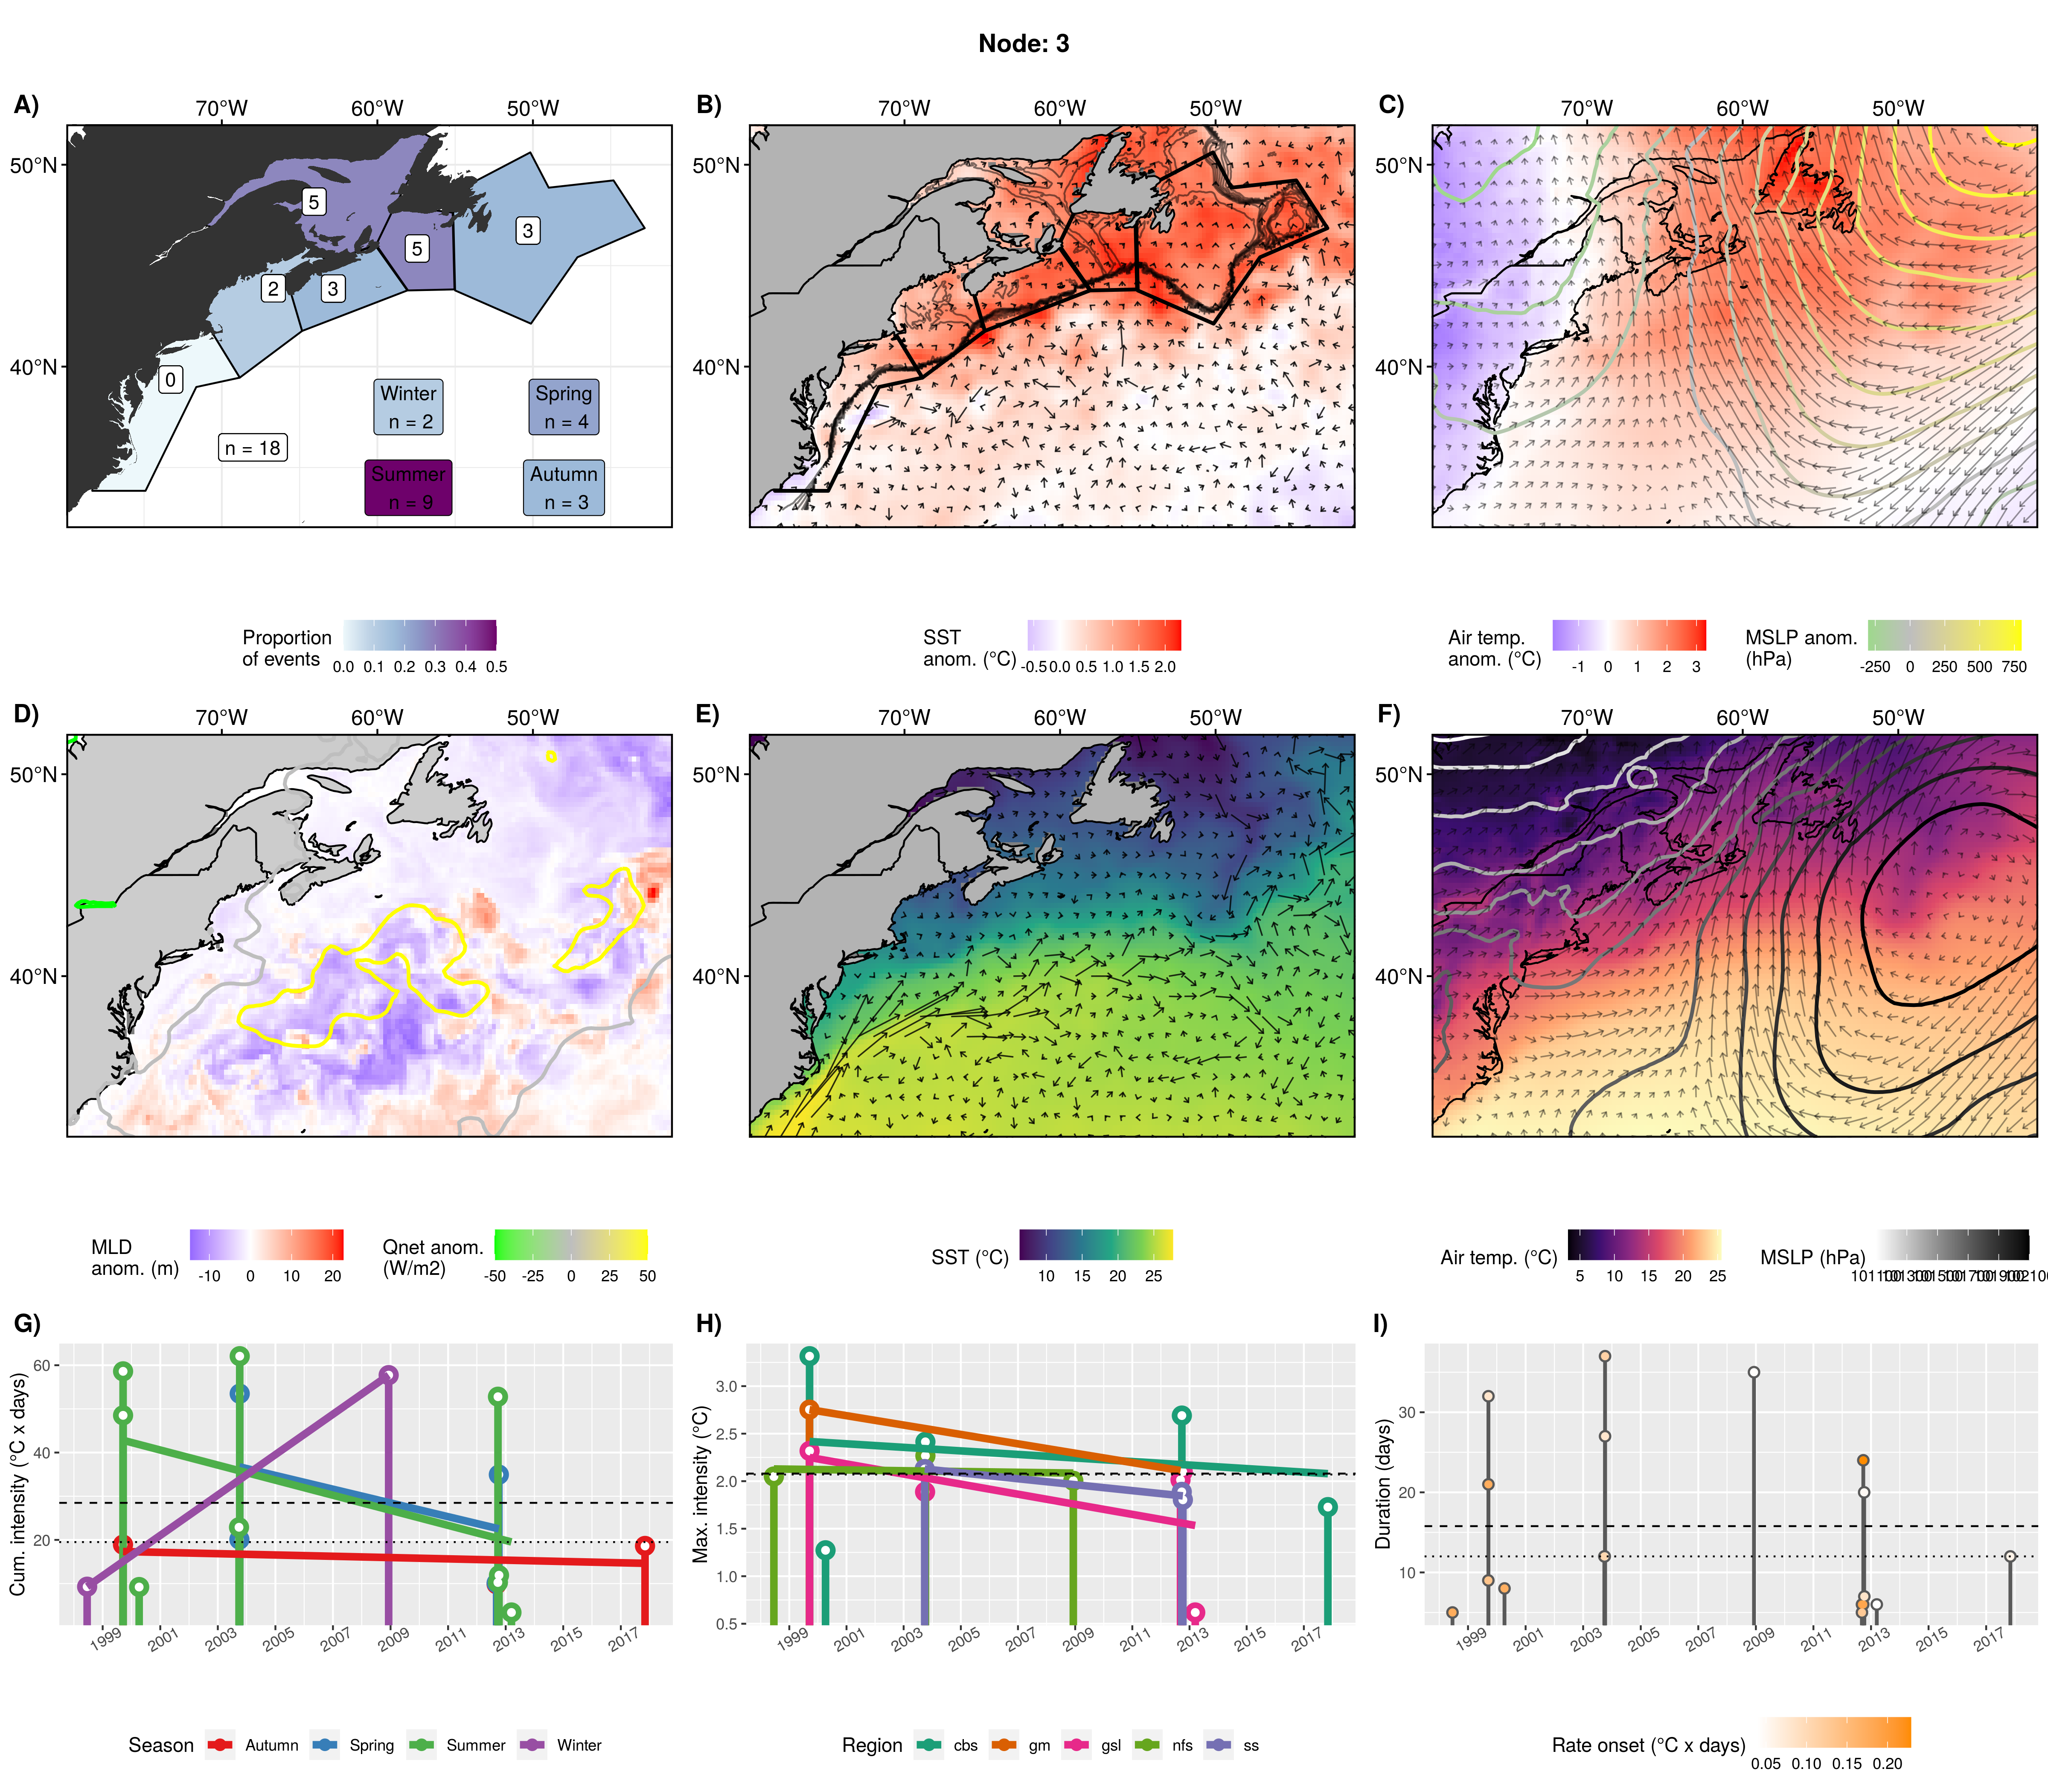 Node: 3
A)
70°W 60°W 50°W
50°N
40°N
5
5
3
2
3
0
n = 18
Winter
n = 2
Spring
n = 4
Summer
n = 9
Autumn
n = 3
Proportion
of events
0.0 0.1 0.2 0.3 0.4 0.5
B)
70°W 60°W 50°W
50°N
40°N
SST
anom. (°C)
-0.5 0.0 0.5 1.0 1.5 2.0
C)
70°W 60°W 50°W
50°N
40°N
Air temp.
anom. (°C)
-1 0 1 2 3
MSLP anom.
(hPa)
-250 0 250 500 750
D)
70°W 60°W 50°W
50°N
40°N
MLD
anom. (m)
-10 0 10 20
Qnet anom.
(W/m2)
-50 -25 0 25 50
E)
70°W 60°W 50°W
50°N
40°N
SST (°C)
10 15 20 25
F)
70°W 60°W 50°W
50°N
40°N
Air temp. (°C)
5 10 15 20 25
MSLP (hPa)
G)
Cum. intensity (°C x days)
60
40
20
1999 2001 2003 2005 2007 2009 2011 2013 2015 2017
Season Autumn Spring Summer Winter
H)
Max. intensity (°C)
3.0
2.5
2.0
1.5
1.0
0.5
1999 2001 2003 2005 2007 2009 2011 2013 2015 2017
Region cbs gm gsl nfs ss
I)
Duration (days)
30
20
10
1999 2001 2003 2005 2007 2009 2011 2013 2015 2017
Rate onset (°C x days)
0.05 0.10 0.15 0.20